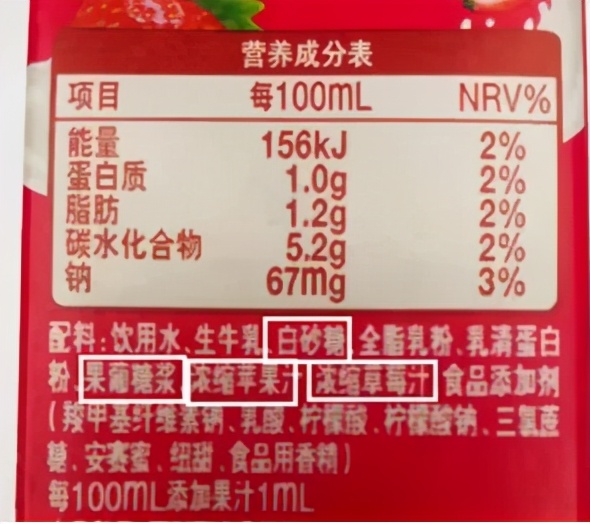 营养成分表
项目 每100mL NRV%
能量 156kJ 2%
蛋白质 1.0g 2%
脂肪 1.2g 2%
碳水化合物 5.2g 2%
钠 67mg 3%
配料:饮用水、生牛乳、白砂糖、全脂乳粉、乳清蛋白
粉、果葡糖浆、浓缩苹果汁、浓缩草莓汁、食品添加剂
(羧甲基纤维素钠、乳酸、柠檬酸、柠檬酸钠、三氯蔗
糖、安赛蜜、纽甜、食品用香精)
每100mL添加果汁1mL